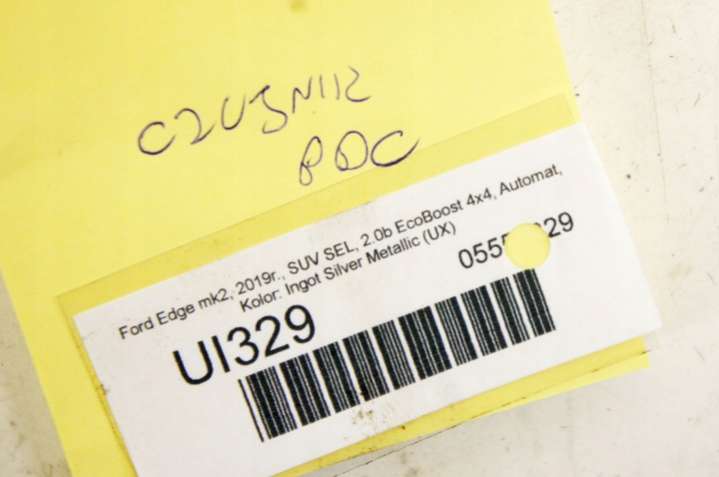 CZUJNIK
PDC
Ford Edge mk2, 2019r., SUV SEL, 2.0b EcoBoost 4x4, Automat,
Kolor: Ingot Silver Metallic (UX)
UI329